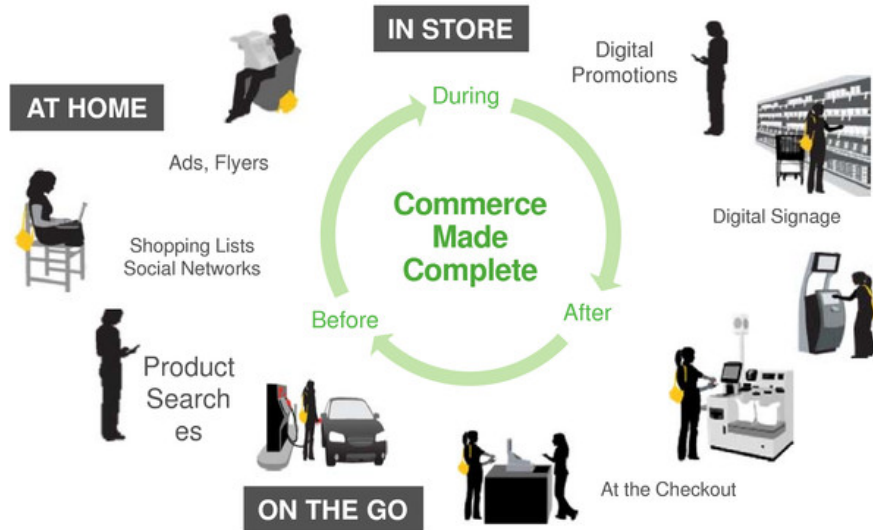 IN STORE
Digital
Promotions
AT HOME
During
Ads, Flyers
Commerce
Made
Complete
Digital Signage
Shopping Lists
Social Networks
Before
After
Product
Search
es
At the Checkout
ON THE GO